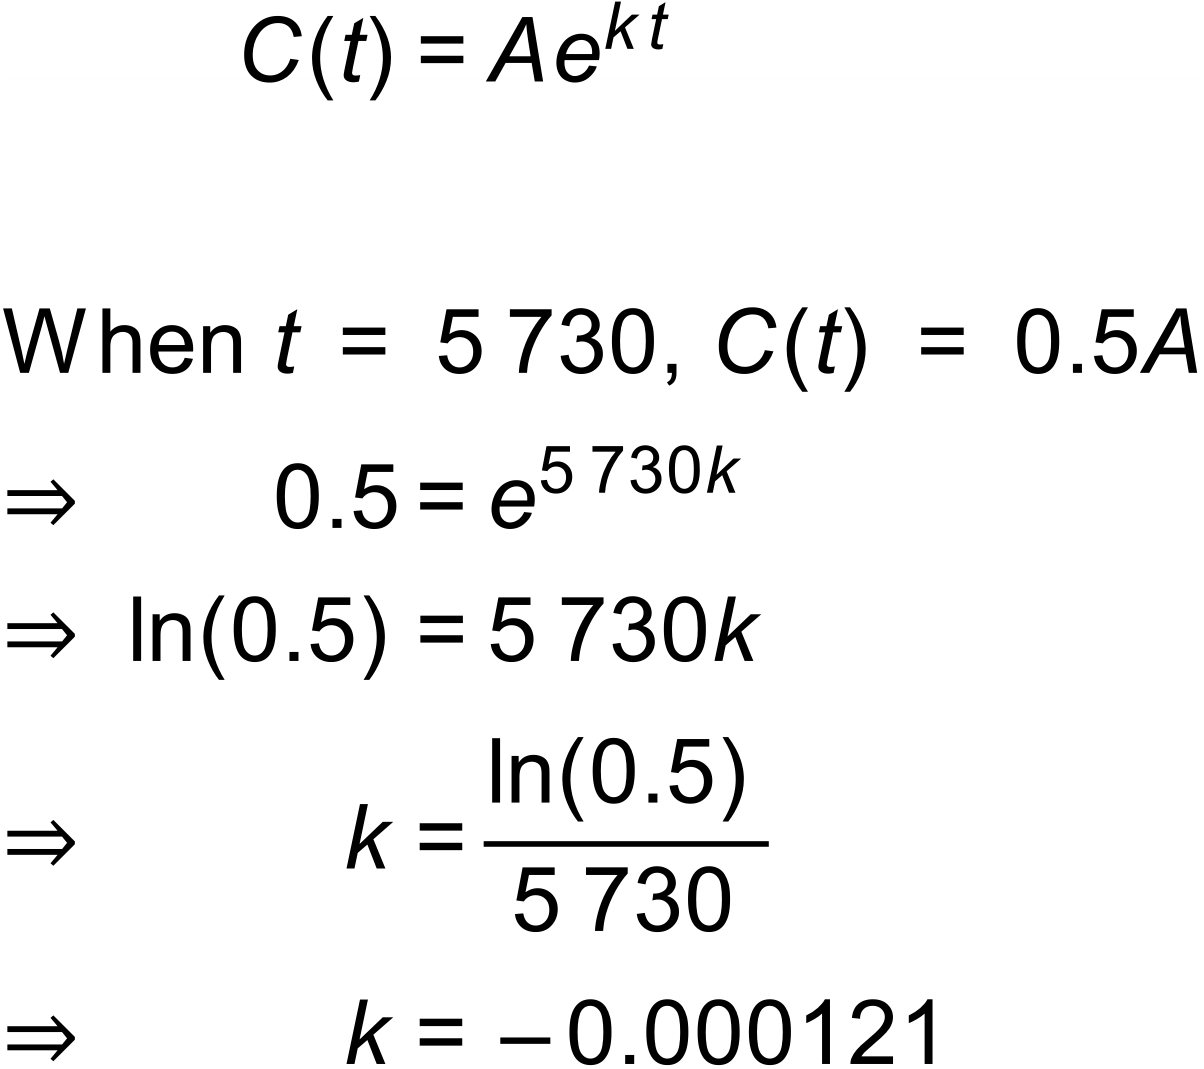 C(t) = Ae^{kt}
When t = 5 730, C(t) = 0.5A
⇒ 0.5 = e^{5 730k}
⇒ ln(0.5) = 5 730k
⇒ k = \frac{ln(0.5)}{5 730}
⇒ k = –0.000121